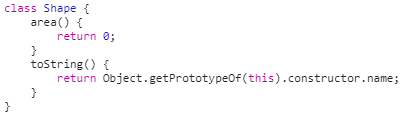 class Shape {
    area() {
        return 0;
    }
    toString() {
        return Object.getPrototypeOf(this).constructor.name;
    }
}